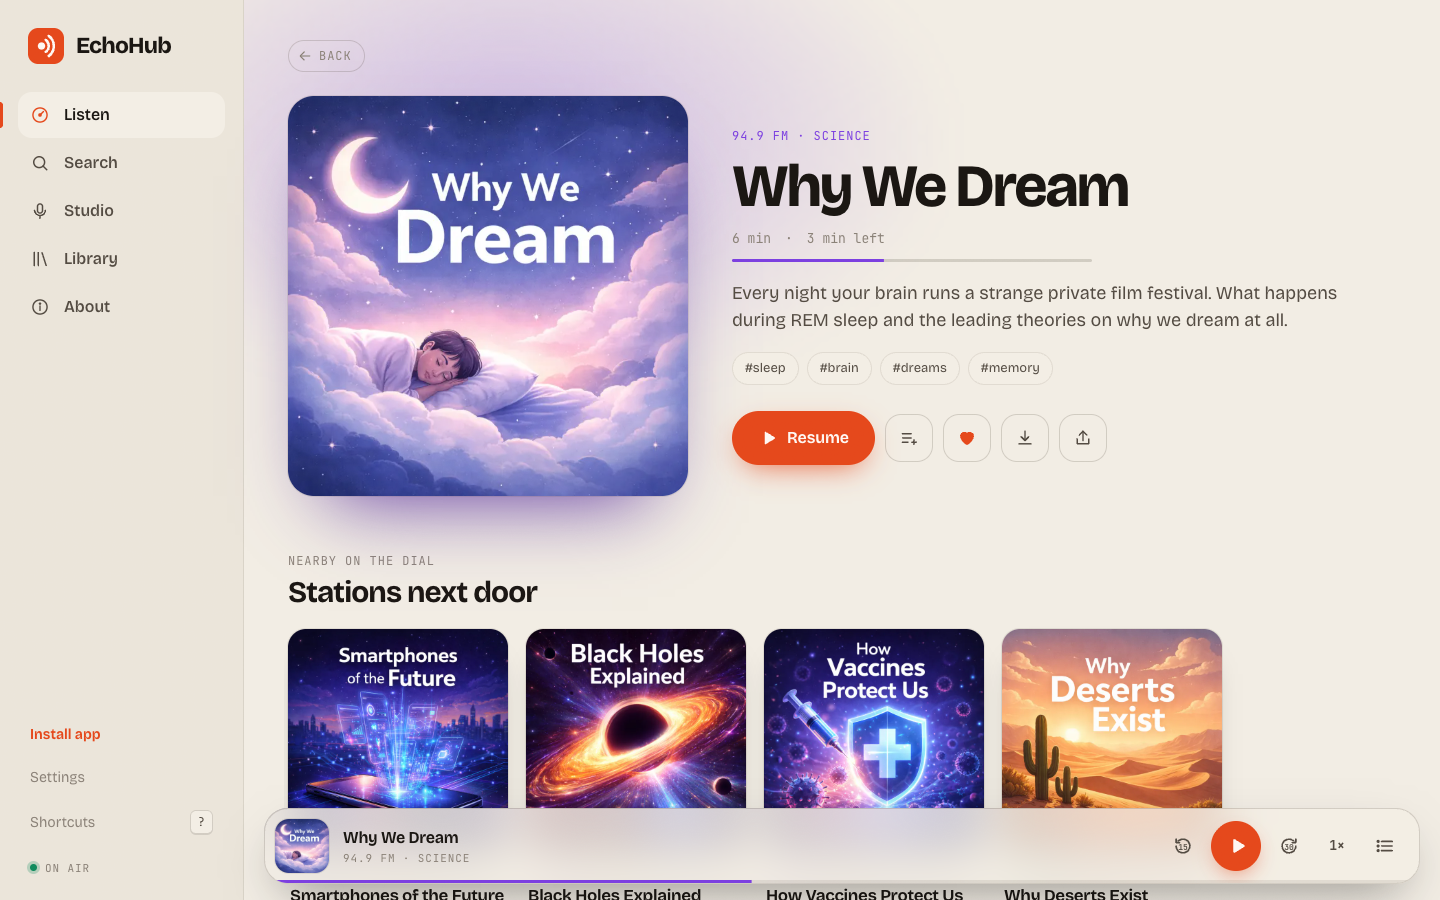 EchoHub
Listen
Search
Studio
Library
About
Install app
Settings
Shortcuts ?
ON AIR
← BACK
Why We
Dream
94.9 FM · SCIENCE
Why We Dream
6 min · 3 min left
Every night your brain runs a strange private film festival. What happens
during REM sleep and the leading theories on why we dream at all.
#sleep #brain #dreams #memory
Resume
NEARBY ON THE DIAL
Stations next door
Smartphones
of the Future
Black Holes
Explained
How
Vaccines
Protect Us
Why
Deserts
Exist
Why We
Dream
Why We Dream
94.9 FM · SCIENCE
15 30 1×
Smartphones of the Future
Black Holes Explained
How Vaccines Protect Us
Why Deserts Exist